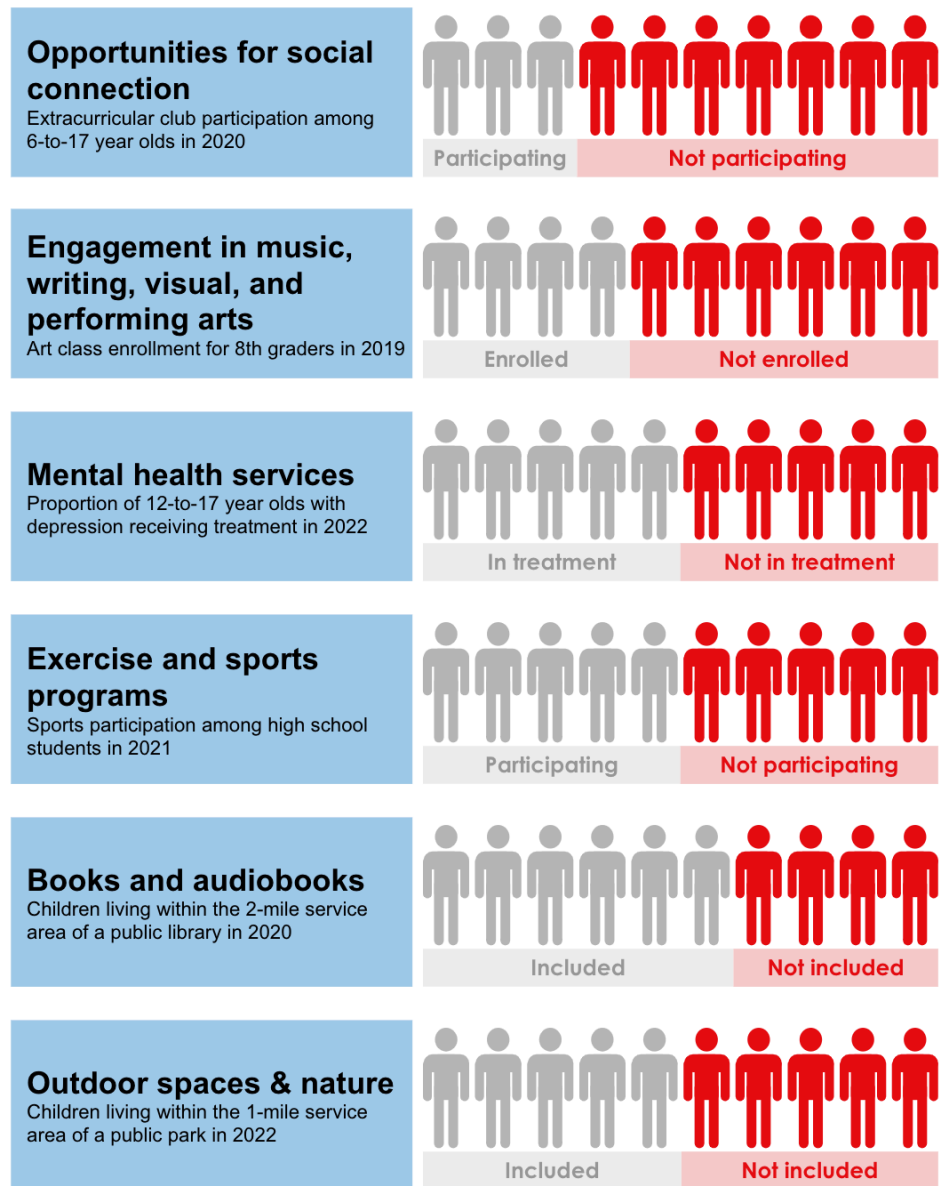 Opportunities for social
connection
Extracurricular club participation among
6-to-17 year olds in 2020
Participating
Not participating
Engagement in music,
writing, visual, and
performing arts
Art class enrollment for 8th graders in 2019
Enrolled
Not enrolled
Mental health services
Proportion of 12-to-17 year olds with
depression receiving treatment in 2022
In treatment
Not in treatment
Exercise and sports
programs
Sports participation among high school
students in 2021
Participating
Not participating
Books and audiobooks
Children living within the 2-mile service
area of a public library in 2020
Included
Not included
Outdoor spaces & nature
Children living within the 1-mile service
area of a public park in 2022
Included
Not included